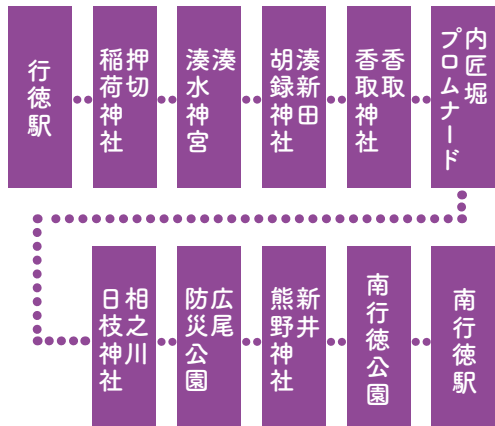 行徳駅
押切
稲荷神社
湊
湊水神宮
湊新田
胡録神社
香取
香取神社
内匠堀
プロムナード
相之川
日枝神社
広尾
防災公園
新井
熊野神社
南行徳公園
南行徳駅